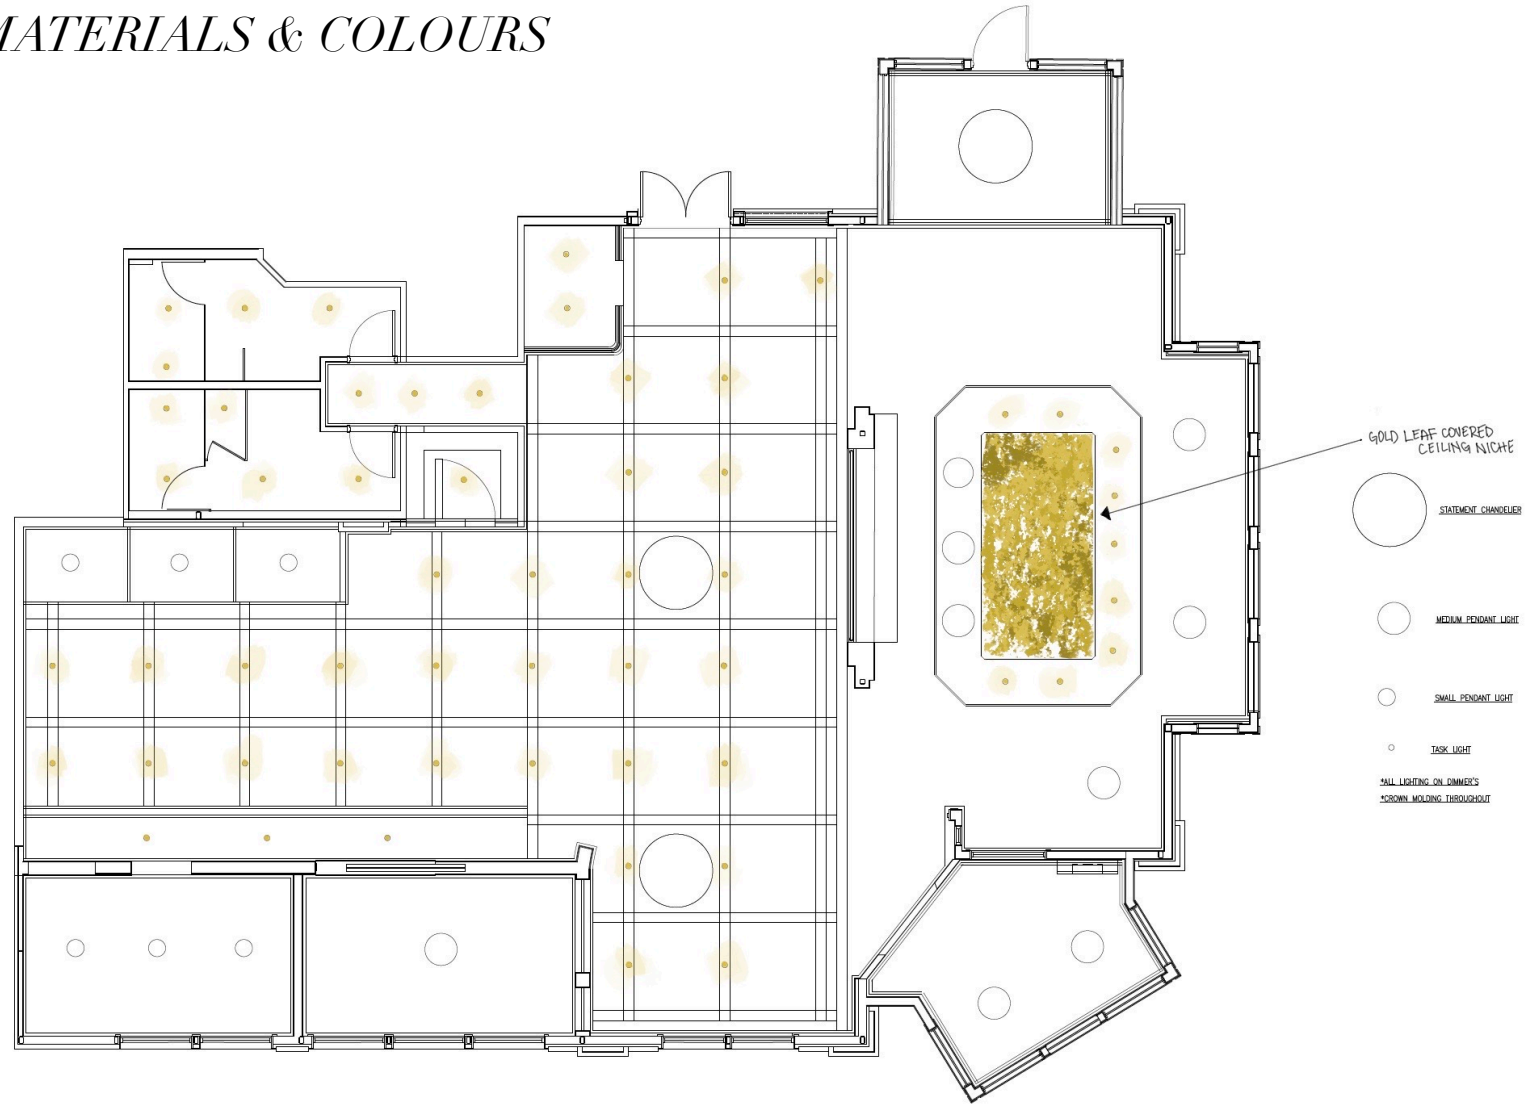 MATERIALS & COLOURS
GOLD LEAF COVERED
CEILING NICHE
STATEMENT CHANDELIER
MEDIUM PENDANT LIGHT
SMALL PENDANT LIGHT
TASK LIGHT
*ALL LIGHTING ON DIMMER'S
*CROWN MOLDING THROUGHOUT